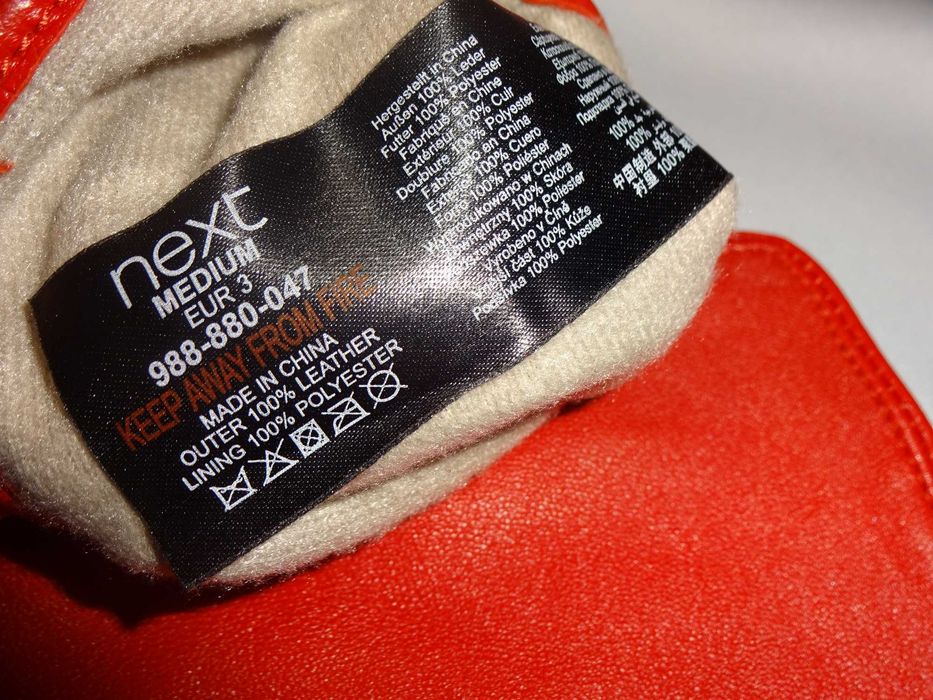 next
MEDIUM
EUR 3
988-880-047
KEEP AWAY FROM FIRE
MADE IN CHINA
OUTER 100% LEATHER
LINING 100% POLYESTER
Hergestellt in China
Außen 100% Leder
Futter 100% Polyester
Fabriqué en Chine
Extérieur 100% Cuir
Doublure 100% Polyester
Fabricado en China
Exterior 100% Cuero
Forro 100% Poliéster
Wyprodukowano w Chinach
100% Skóra
100% Poliester
Vyrobeno v Číně
část 100% Kůže
Podšívka 100% Polyester
100%
100%
中国制造
100%
衬里 100%